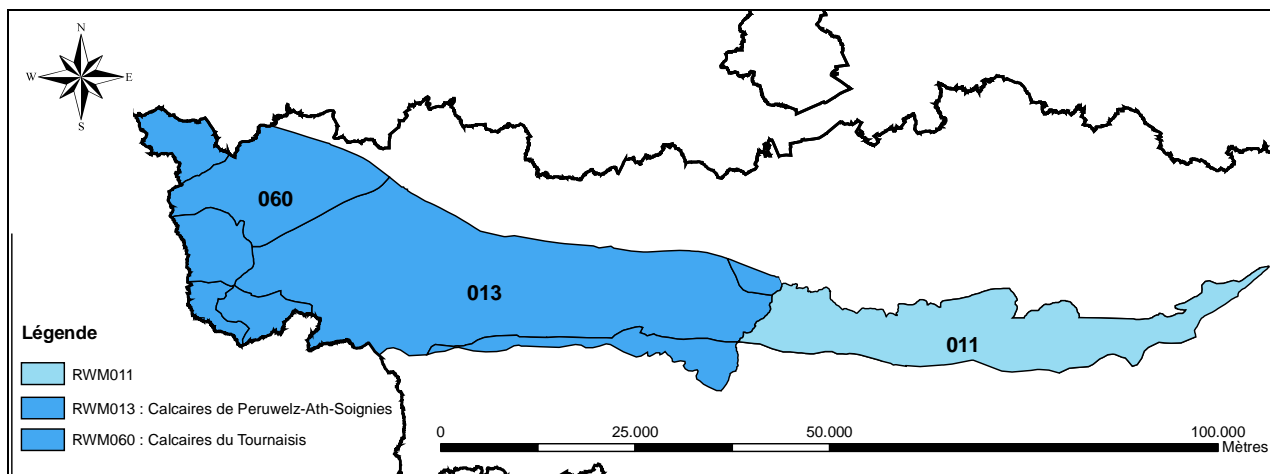 N
W E
S
060
013
011
Légende
RWM011
RWM013 : Calcaires de Peruwelz-Ath-Soignies
RWM060 : Calcaires du Tournaisis
0 25.000 50.000 100.000
Mètres